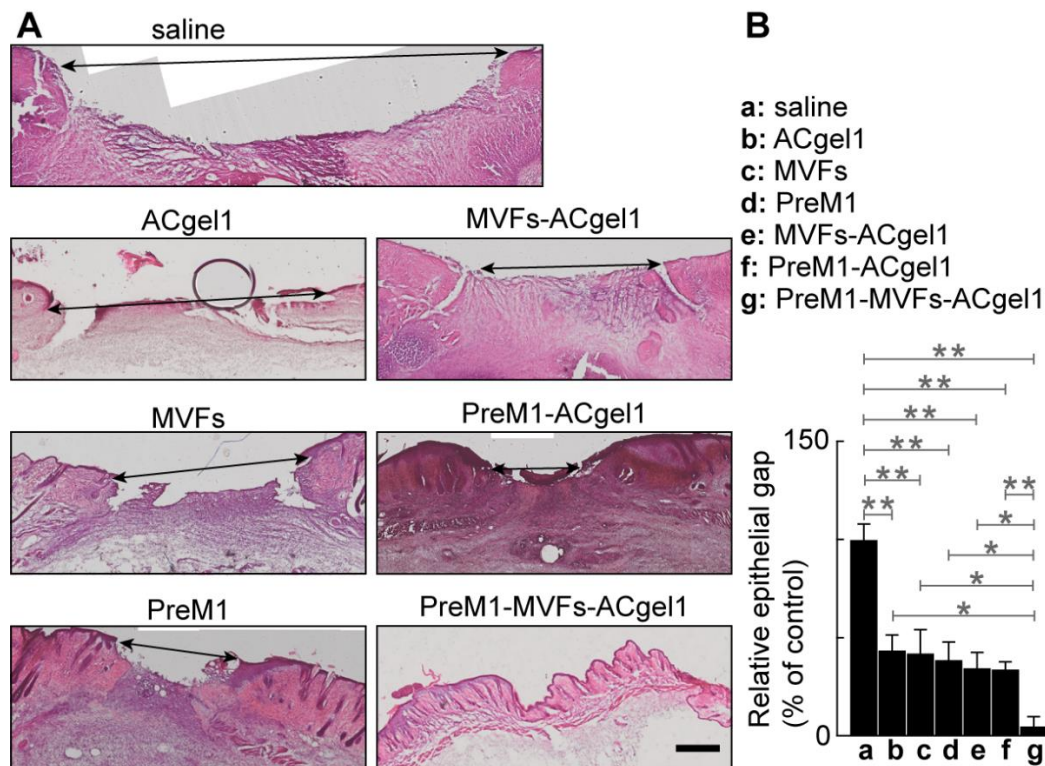 A
saline
ACgel1
MVFs-ACgel1
MVFs
PreM1-ACgel1
PreM1
PreM1-MVFs-ACgel1
B
a: saline
b: ACgel1
c: MVFs
d: PreM1
e: MVFs-ACgel1
f: PreM1-ACgel1
g: PreM1-MVFs-ACgel1
**
**
**
**
**
**
**
*
*
*
*
150
0
Relative epithelial gap
(% of control)
a b c d e f g